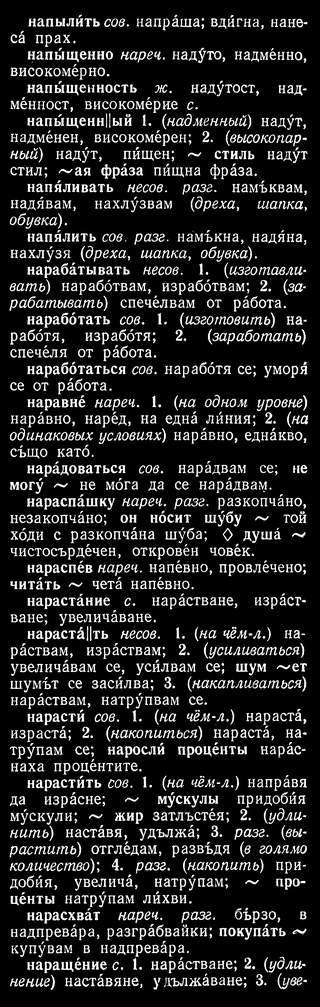 напыли́ть сов. напра́ша; вди́гна, нане-
са́ прах.
напы́щенно нареч. наду́то, надме́нно,
високоме́рно.
напы́щенность ж. наду́тост, над-
ме́нност, високоме́рие с.
напы́щенн||ый 1. (надменный) наду́т,
надме́нен, високоме́рен; 2. (высокопар-
ный) наду́т, пи́щен; ~ стиль наду́т
стил; ~ая фра́за пи́щна фра́за.
напя́ливать несов. разг. намъ́квам,
надя́вам, нахлу́звам (дреха, шапка,
обувка).
напя́лить сов. разг. намъ́кна, надя́на,
нахлу́зя (дреха, шапка, обувка).
нараба́тывать несов. 1. (изготавли-
вать) нарабо́твам, израбо́твам; 2. (за-
рабатывать) спече́лвам от ра́бота.
нарабо́тать сов. 1. (изготовить) на-
рабо́тя, израбо́тя; 2. (заработать)
спече́ля от ра́бота.
нарабо́таться сов. нарабо́тя се; уморя́
се от ра́бота.
наравне́ нареч. 1. (на одном уровне)
нара́вно, наре́д, на една́ ли́ния; 2. (на
одинаковых условиях) нара́вно, една́кво,
съ́що като́.
нара́доваться сов. нара́двам се; не
могу́ ~ не мо́га да се нара́двам.
нараспа́шку нареч. разг. разкопча́но,
незакопча́но; он но́сит шу́бу ~ той
хо́ди с разкопча́на шу́ба; ◊ душа́ ~
чистосърде́чен, открове́н чове́к.
нараспе́в нареч. напе́вно, провле́чено;
чита́ть ~ чета́ напе́вно.
нараста́ние с. нара́стване, изра́ст-
ване; увелича́ване.
нараста́||ть несов. 1. (на чём-л.) на-
ра́ствам, изра́ствам; 2. (усиливаться)
увелича́вам се, уси́лвам се; шум ~ет
шумъ́т се заси́лва; 3. (накапливаться)
нара́ствам, натру́пвам се.
нарасти́ сов. 1. (на чём-л.) нараста́,
израста́; 2. (накопиться) нараста́, на-
тру́пам се; наросли́ проце́нты нара́с-
наха проце́нтите.
нарасти́ть сов. 1. (на чём-л.) напра́вя
да изра́сне; ~ му́скулы придоби́я
му́скули; ~ жир затлъсте́я; 2. (удли-
нить) наста́вя, удължа́; 3. разг. (вы-
растить) отгле́дам, развъ́дя (в голямо
количество); 4. разг. (накопить) при-
доби́я, увелича́, натру́пам; ~ про-
це́нты натру́пам ли́хви.
нарасхва́т нареч. разг. бъ́рзо, в
надпрева́ра, разгра́бвайки; покупа́ть ~
купу́вам в надпрева́ра.
нараще́ние с. 1. нара́стване; 2. (удли-
нение) наста́вяне, удължа́ване; 3. (уве-